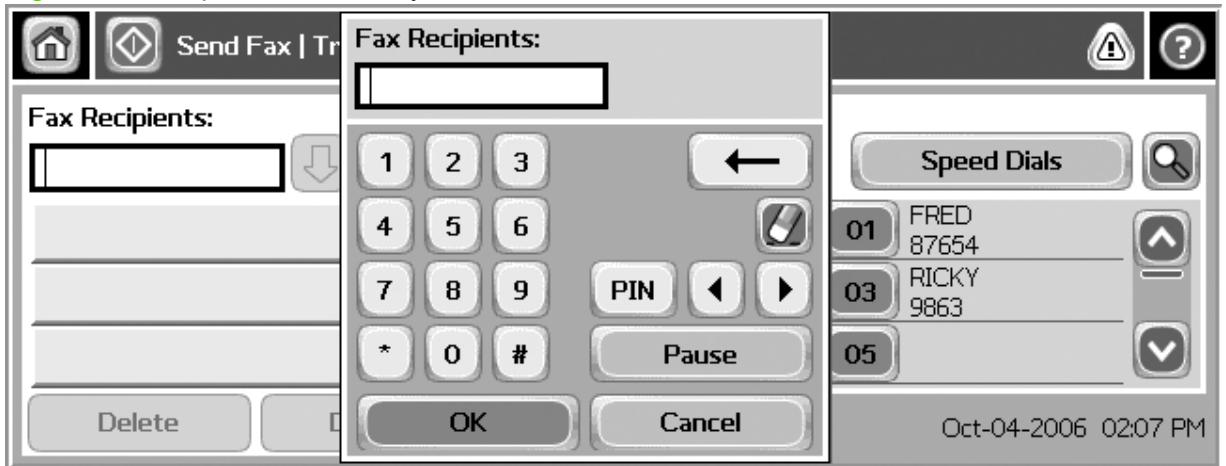 Send Fax | Tr
Fax Recipients:
Fax Recipients:
1 2 3
4 5 6
7 8 9
* 0 #
PIN
Pause
OK
Cancel
Speed Dials
01 FRED
87654
03 RICKY
9863
05
Delete
Oct-04-2006 02:07 PM